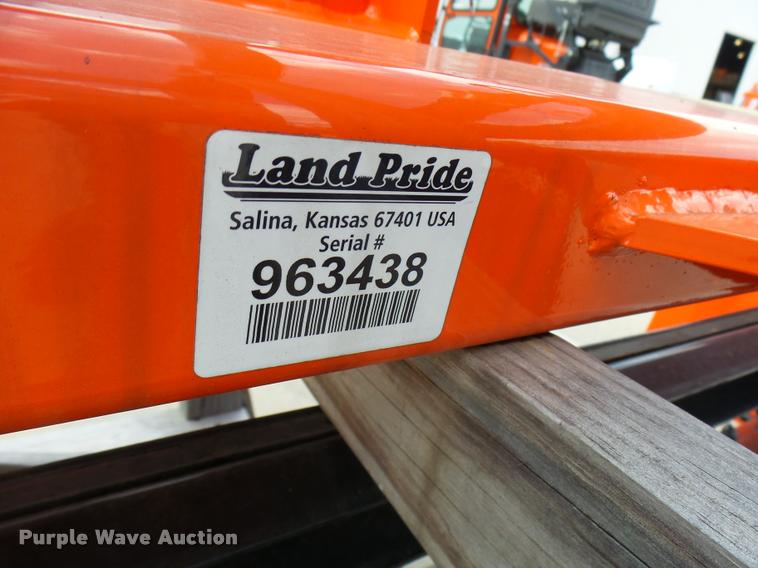 Land Pride
Salina, Kansas 67401 USA
Serial #
963438
Purple Wave Auction